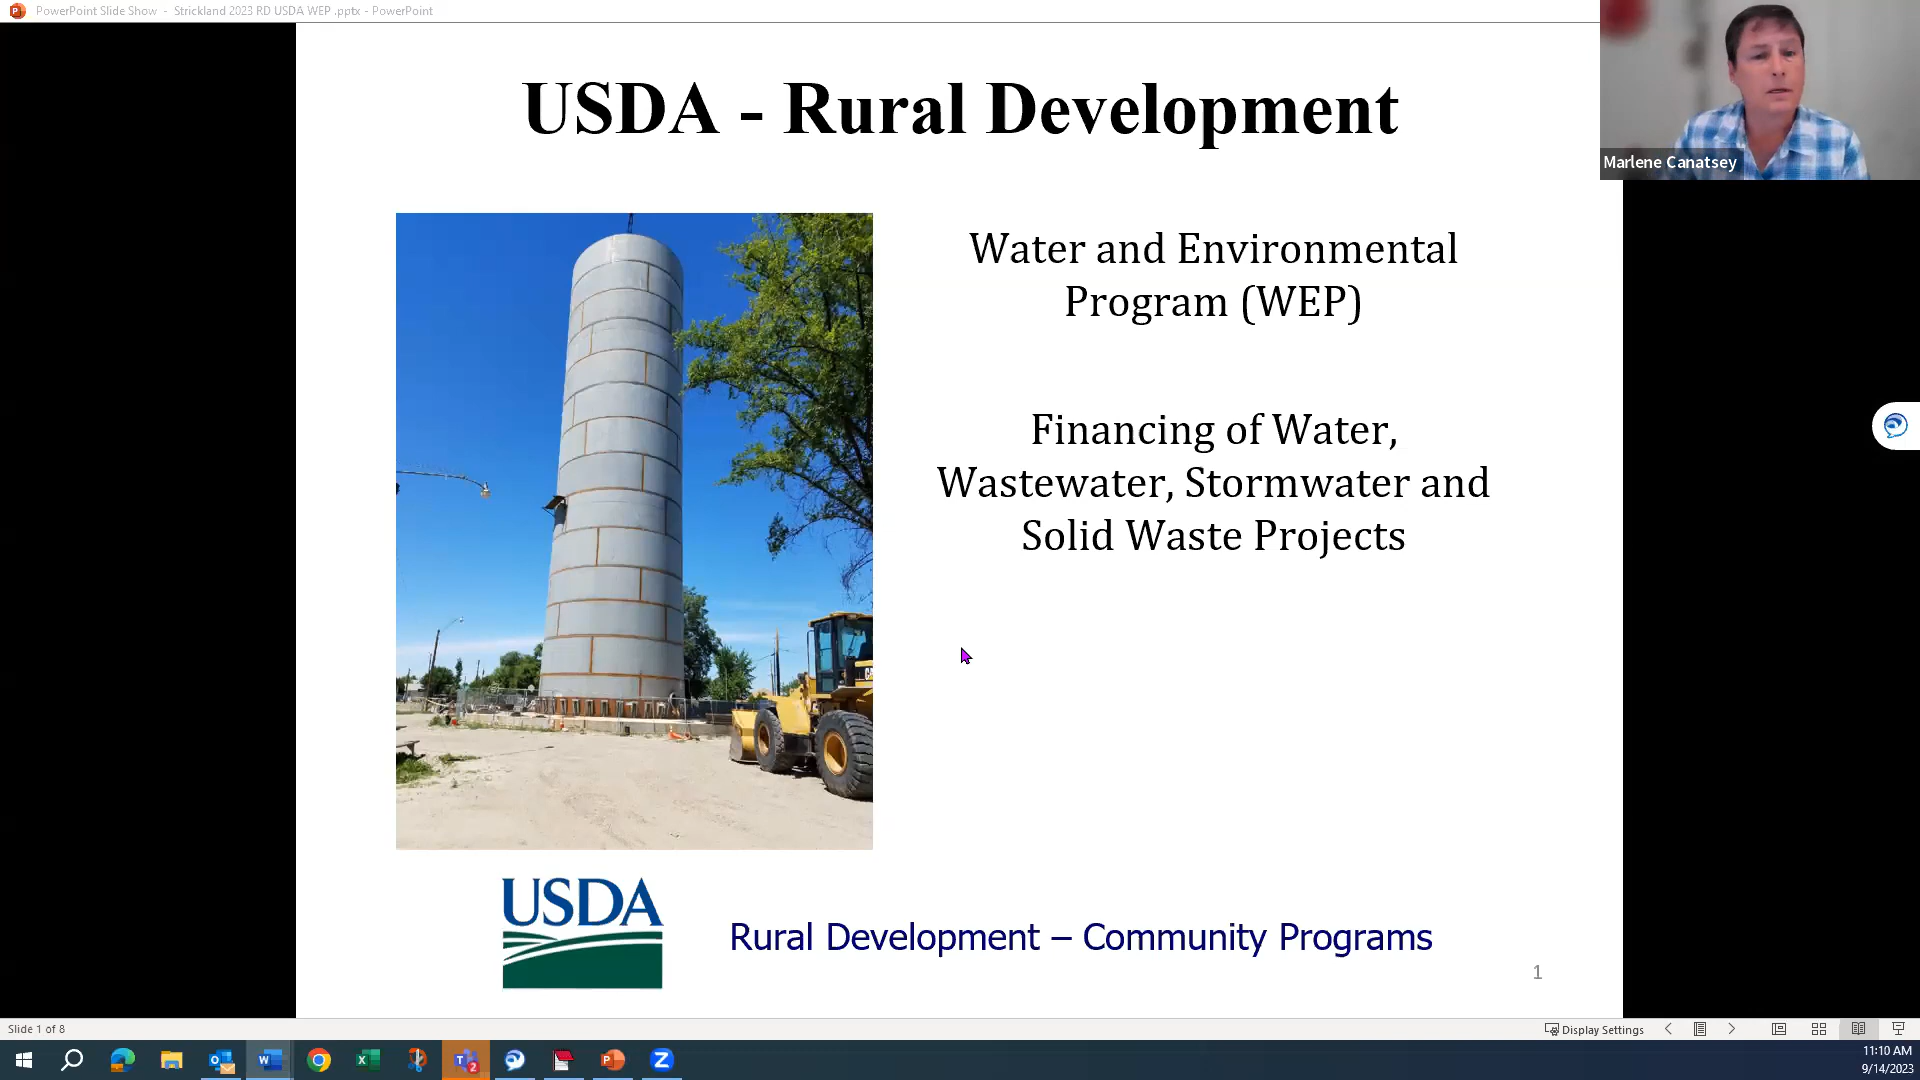 PowerPoint Slide Show - Strickland 2023 RD USDA WEP .pptx - PowerPoint
USDA - Rural Development
Marlene Canatsey
Water and Environmental
Program (WEP)
Financing of Water,
Wastewater, Stormwater and
Solid Waste Projects
USDA
Rural Development – Community Programs
1
Slide 1 of 8
Display Settings
11:10 AM
9/14/2023